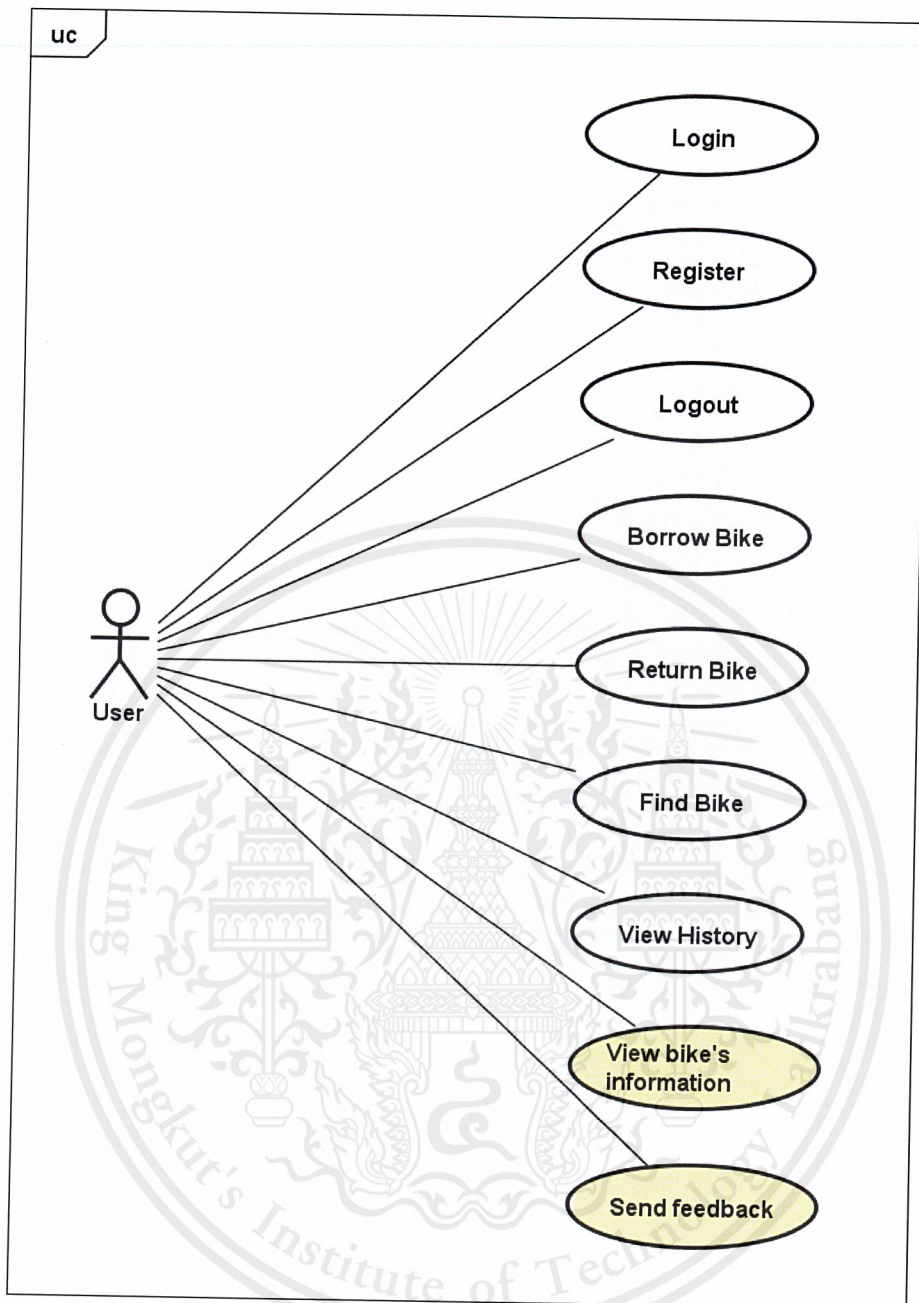 uc
Login
Register
Logout
Borrow Bike
Return Bike
User
Find Bike
View History
View bike's
information
Send feedback
King Mongkut's Institute of Technology Ladkrabang